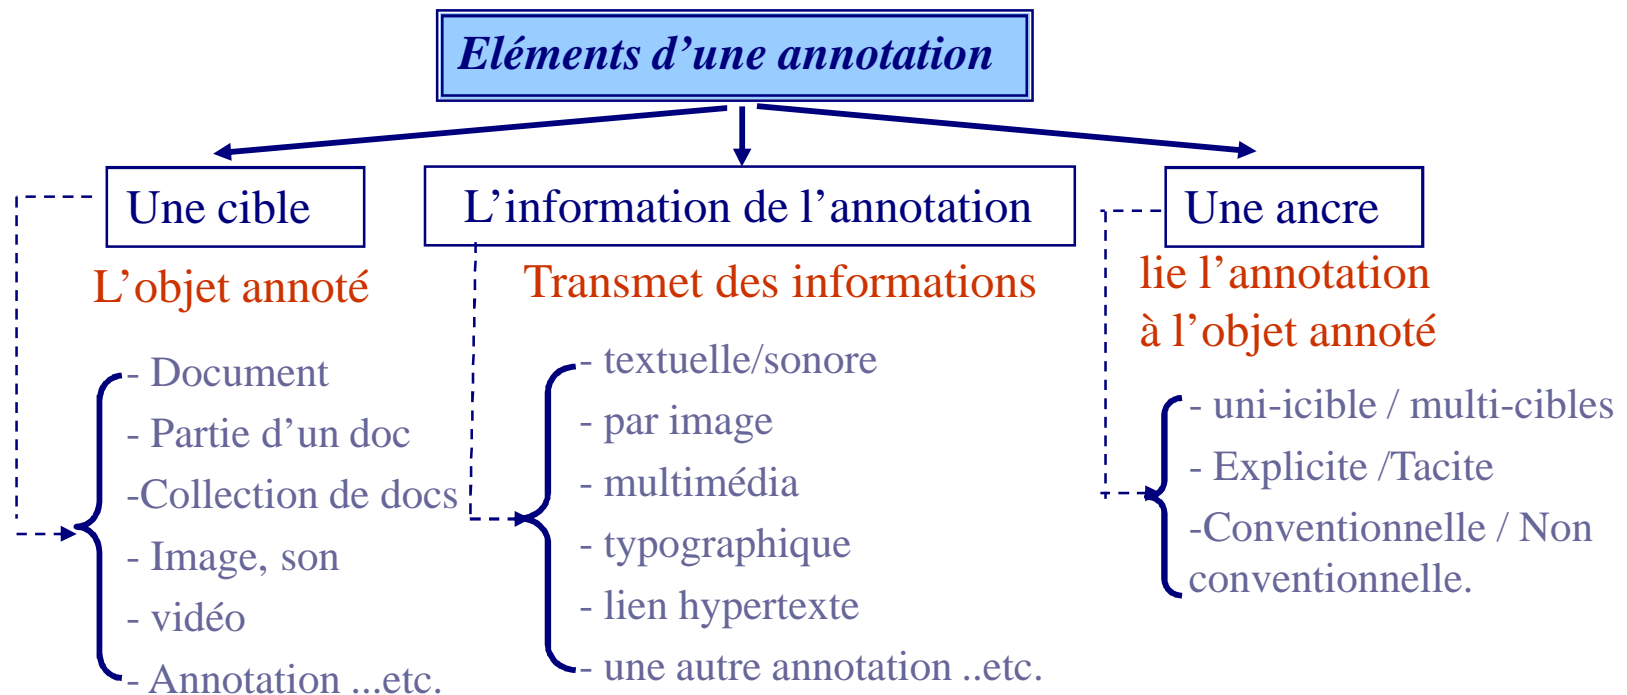 Eléments d’une annotation
Une cible
L’objet annoté
- Document
- Partie d’un doc
-Collection de docs
- Image, son
- vidéo
- Annotation ...etc.
L’information de l’annotation
Transmet des informations
- textuelle/sonore
- par image
- multimédia
- typographique
- lien hypertexte
- une autre annotation ..etc.
Une ancre
lie l’annotation
à l’objet annoté
- uni-icible / multi-cibles
- Explicite /Tacite
-Conventionnelle / Non
conventionnelle.